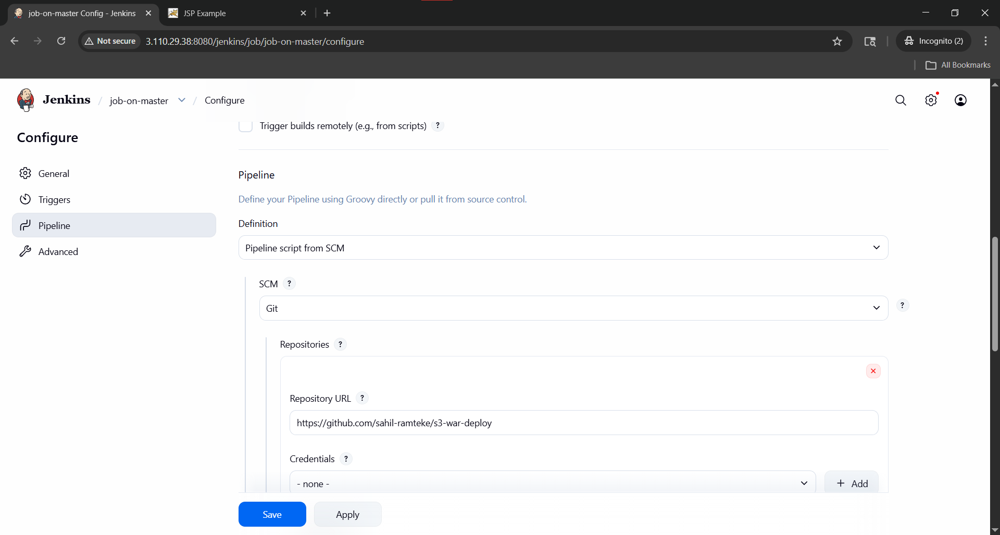 job-on-master Config - Jenkins
JSP Example
Not secure
3.110.29.38:8080/jenkins/job/job-on-master/configure
Incognito (2)
All Bookmarks
Jenkins / job-on-master / Configure
Configure
General
Triggers
Pipeline
Advanced
Trigger builds remotely (e.g., from scripts) ?
Pipeline
Define your Pipeline using Groovy directly or pull it from source control.
Definition
Pipeline script from SCM
SCM ?
Git
?
Repositories ?
Repository URL ?
https://github.com/sahil-ramteke/s3-war-deploy
Credentials ?
- none -
+ Add
Save
Apply